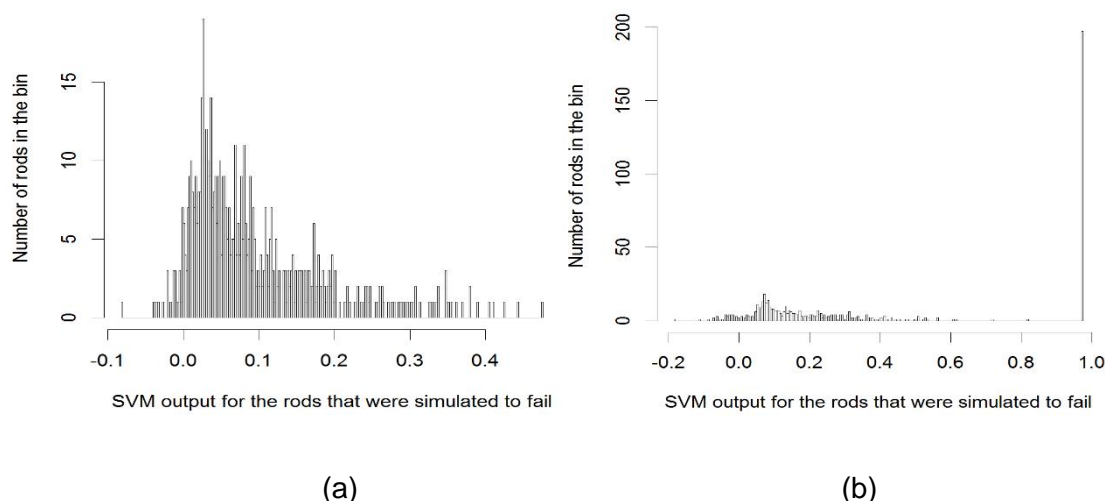 Number of rods in the bin
15
10
5
0
-0.1 0.0 0.1 0.2 0.3 0.4
SVM output for the rods that were simulated to fail
(a)
Number of rods in the bin
200
150
100
50
0
-0.2 0.0 0.2 0.4 0.6 0.8 1.0
SVM output for the rods that were simulated to fail
(b)